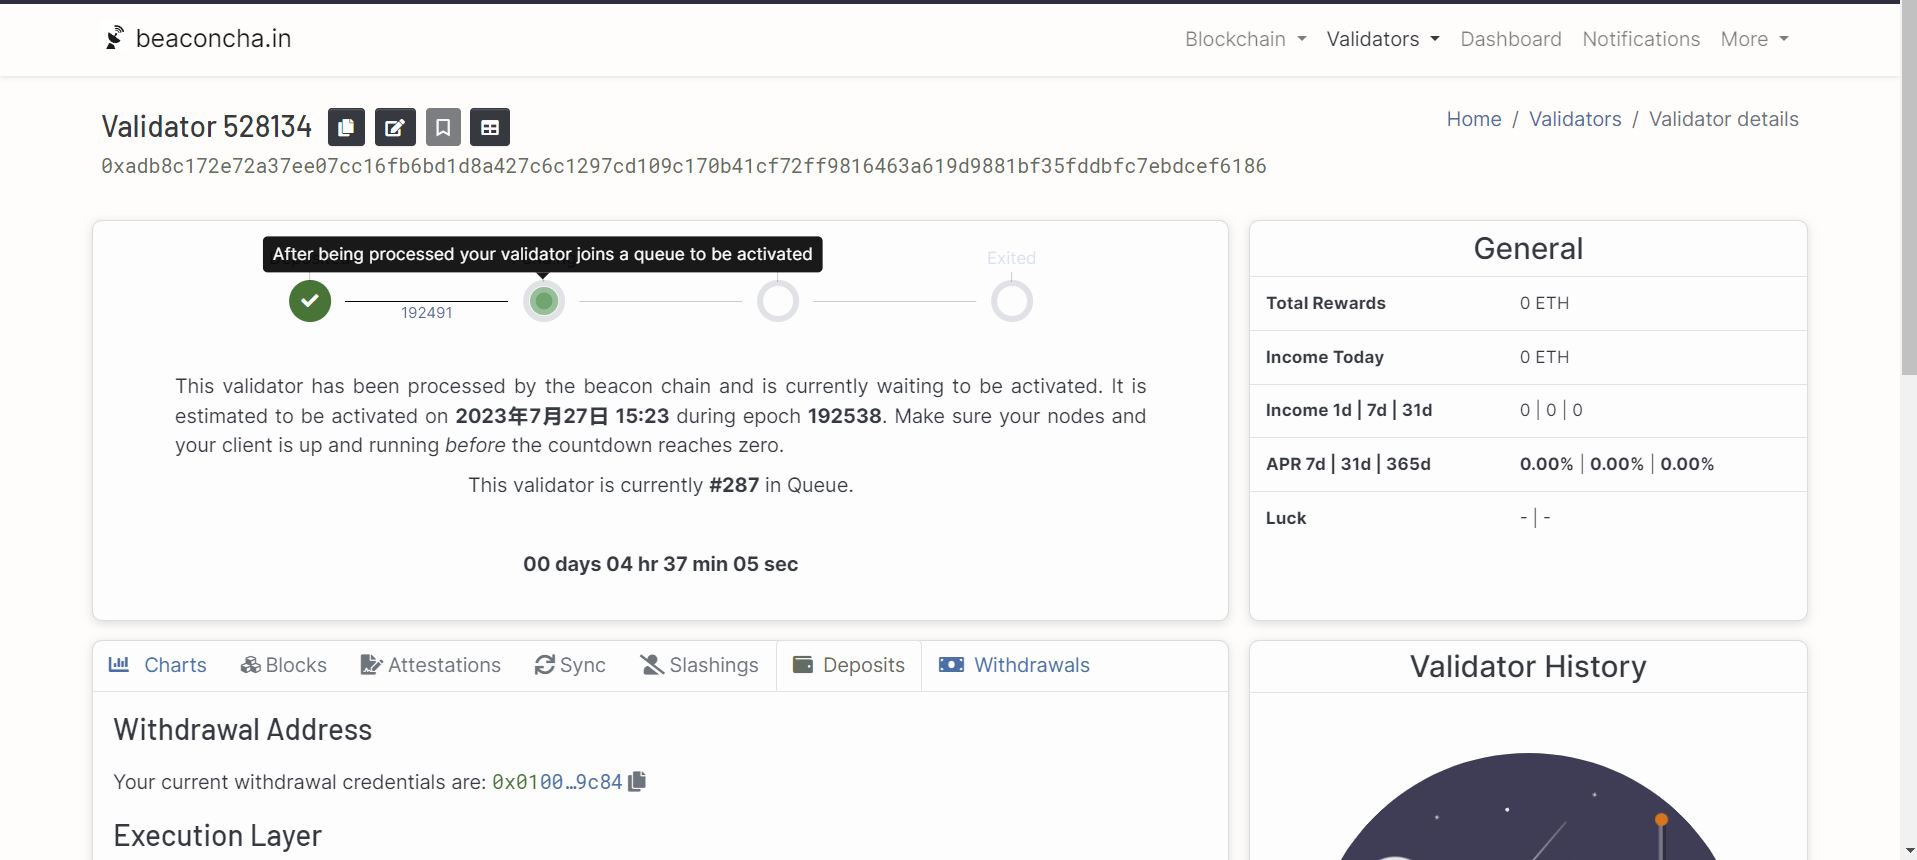 beaconcha.in
Blockchain Validators Dashboard Notifications More
Validator 528134
Home / Validators / Validator details
0xadb8c172e72a37ee07cc16fb6bd1d8a427c6c1297cd109c170b41cf72ff9816463a619d9881bf35fddbfc7ebdcef6186
After being processed your validator joins a queue to be activated
Exited
192491
This validator has been processed by the beacon chain and is currently waiting to be activated. It is
estimated to be activated on 2023年7月27日 15:23 during epoch 192538. Make sure your nodes and
your client is up and running before the countdown reaches zero.
This validator is currently #287 in Queue.
00 days 04 hr 37 min 05 sec
General
Total Rewards 0 ETH
Income Today 0 ETH
Income 1d | 7d | 31d 0 | 0 | 0
APR 7d | 31d | 365d 0.00% | 0.00% | 0.00%
Luck - | -
Charts Blocks Attestations Sync Slashings Deposits Withdrawals
Withdrawal Address
Your current withdrawal credentials are: 0x0100…9c84
Execution Layer
Validator History